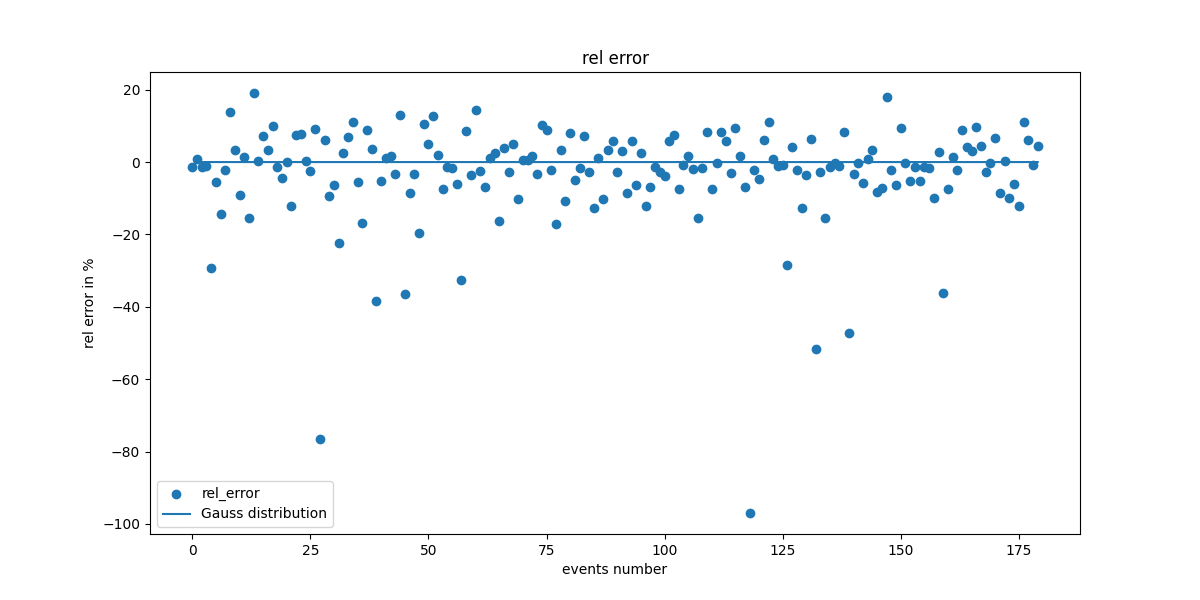 rel error
20
0
−20
−40
−60
−80
−100
rel error in %
rel_error
Gauss distribution
0 25 50 75 100 125 150 175
events number